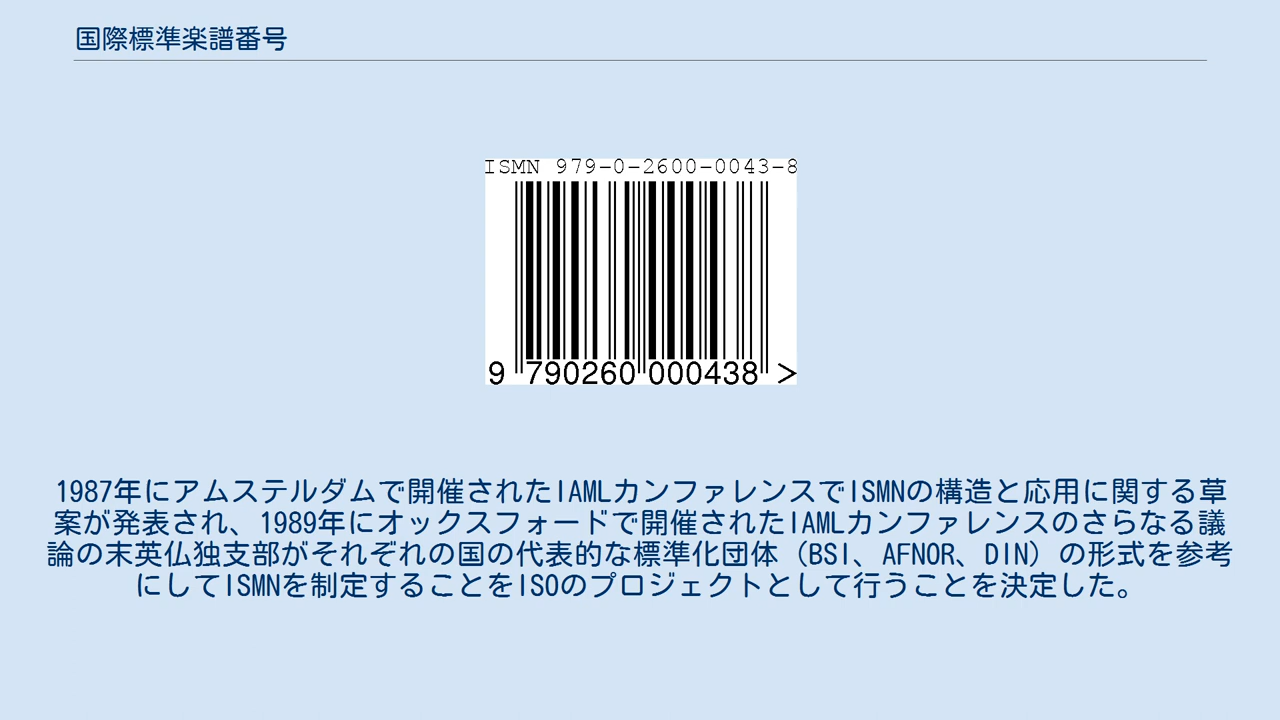 国際標準楽譜番号
ISMN 979-0-2600-0043-8
9 790260 000438 >
1987年にアムステルダムで開催されたIAMLカンファレンスでISMNの構造と応用に関する草
案が発表され、1989年にオックスフォードで開催されたIAMLカンファレンスのさらなる議
論の末英仏独支部がそれぞれの国の代表的な標準化団体（BSI、AFNOR、DIN）の形式を参考
にしてISMNを制定することをISOのプロジェクトとして行うことを決定した。